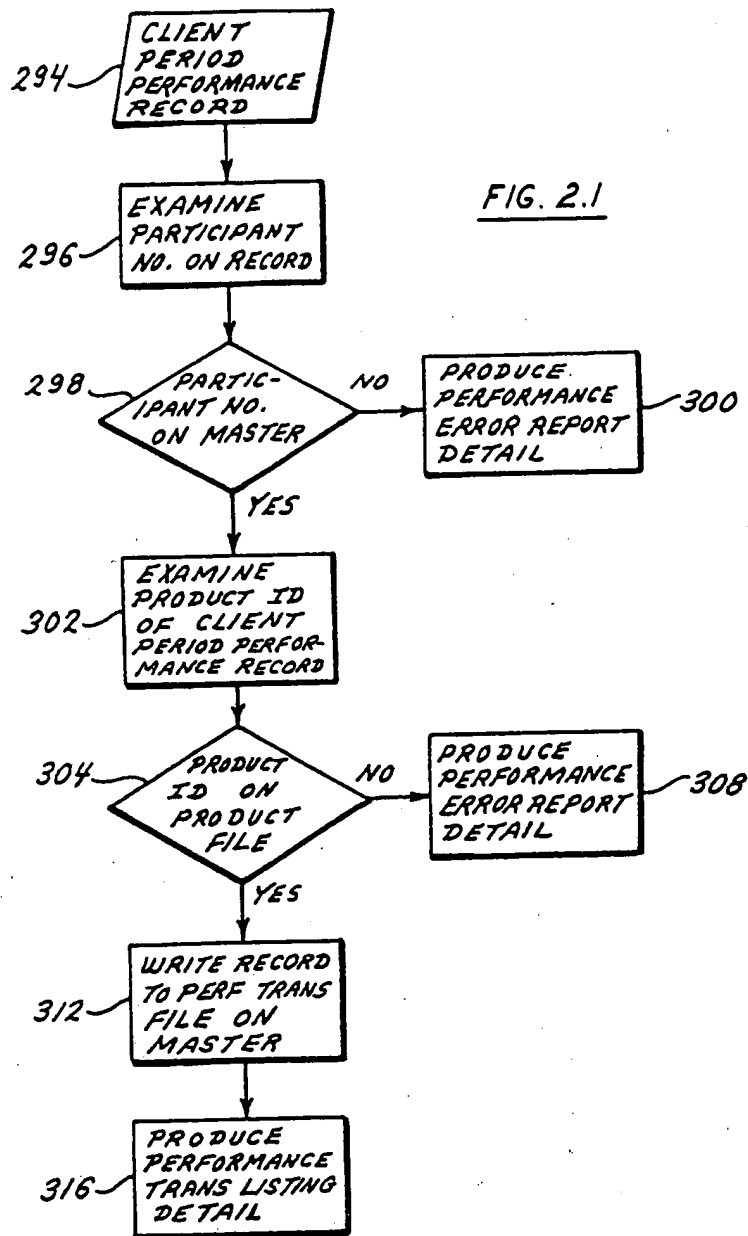 CLIENT
PERIOD
PERFORMANCE
RECORD
294
FIG. 2.1
EXAMINE
PARTICIPANT
NO. ON RECORD
296
298
PARTIC-
IPANT NO.
ON MASTER
NO
PRODUCE
PERFORMANCE
ERROR REPORT
DETAIL
300
YES
EXAMINE
PRODUCT ID
OF CLIENT
PERIOD PERFOR-
MANCE RECORD
302
304
PRODUCT
ID ON
PRODUCT
FILE
NO
PRODUCE
PERFORMANCE
ERROR REPORT
DETAIL
308
YES
WRITE RECORD
TO PERF TRANS
FILE ON
MASTER
312
PRODUCE
PERFORMANCE
TRANS LISTING
DETAIL
316